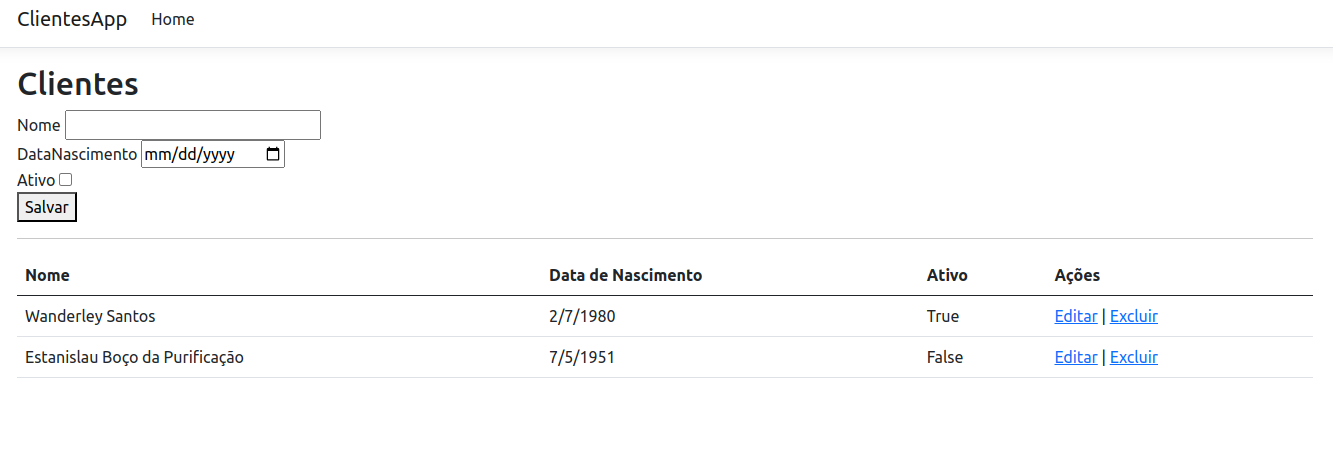 ClientesApp Home
Clientes
Nome
DataNascimento mm/dd/yyyy
Ativo
Salvar
Nome Data de Nascimento Ativo Ações
Wanderley Santos 2/7/1980 True Editar | Excluir
Estanislau Boço da Purificação 7/5/1951 False Editar | Excluir